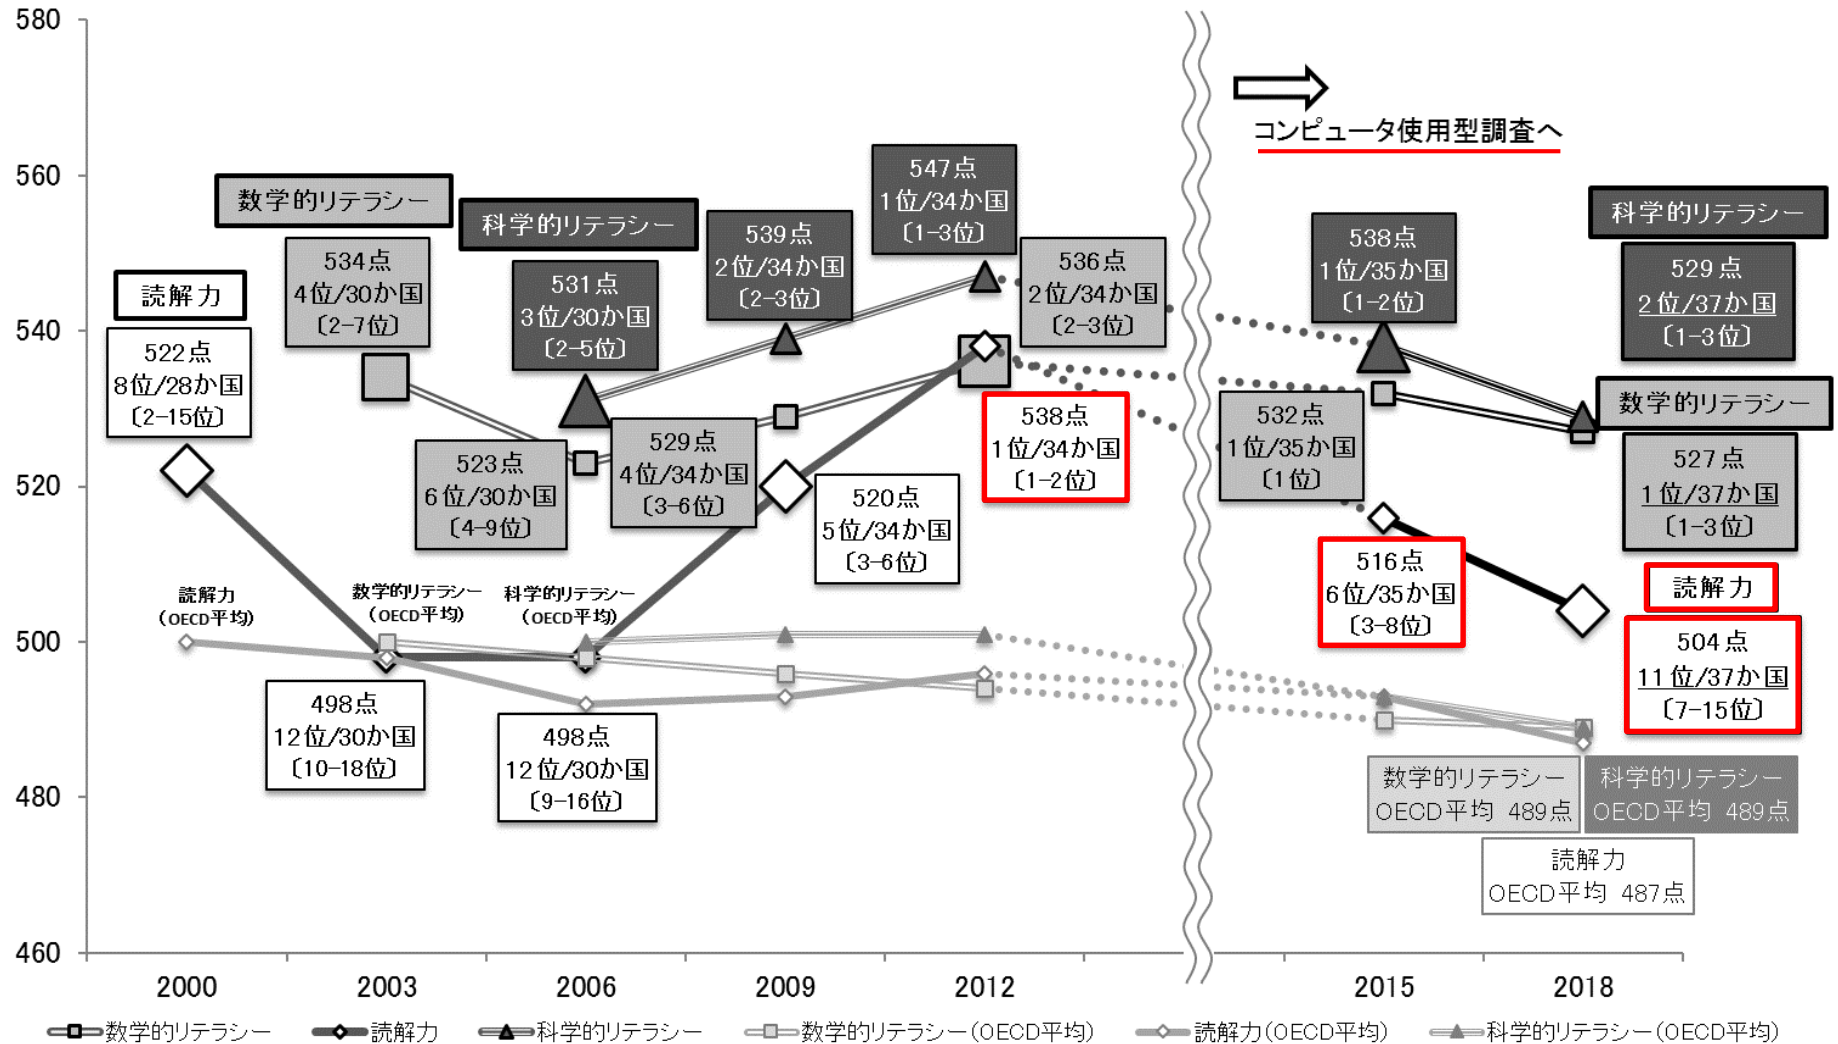 580
560
540
520
500
480
460
コンピュータ使用型調査へ
読解力
522点
8位/28か国
〔2−15位〕
数学的リテラシー
534点
4位/30か国
〔2−7位〕
科学的リテラシー
531点
3位/30か国
〔2−5位〕
539点
2位/34か国
〔2−3位〕
547点
1位/34か国
〔1−3位〕
536点
2位/34か国
〔2−3位〕
538点
1位/35か国
〔1−2位〕
科学的リテラシー
529点
2位/37か国
〔1−3位〕
数学的リテラシー
527点
1位/37か国
〔1−3位〕
523点
6位/30か国
〔4−9位〕
529点
4位/34か国
〔3−6位〕
520点
5位/34か国
〔3−6位〕
538点
1位/34か国
〔1−2位〕
532点
1位/35か国
〔1位〕
516点
6位/35か国
〔3−8位〕
読解力
504点
11位/37か国
〔7−15位〕
読解力
(OECD平均)
数学的リテラシー
(OECD平均)
科学的リテラシー
(OECD平均)
498点
12位/30か国
〔10−18位〕
498点
12位/30か国
〔9−16位〕
数学的リテラシー
OECD平均 489点
科学的リテラシー
OECD平均 489点
読解力
OECD平均 487点
2000 2003 2006 2009 2012 2015 2018
数学的リテラシー 読解力 科学的リテラシー 数学的リテラシー(OECD平均) 読解力(OECD平均) 科学的リテラシー(OECD平均)